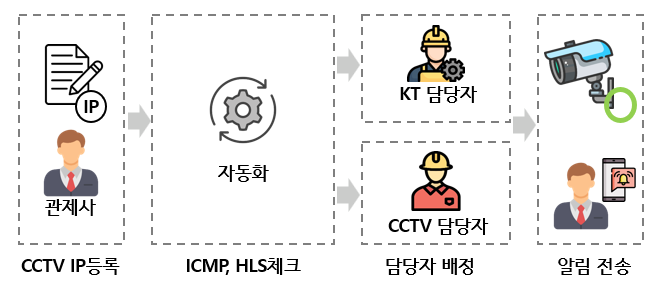 IP
관제사
CCTV IP등록
자동화
ICMP, HLS체크
KT 담당자
CCTV 담당자
담당자 배정
알림 전송